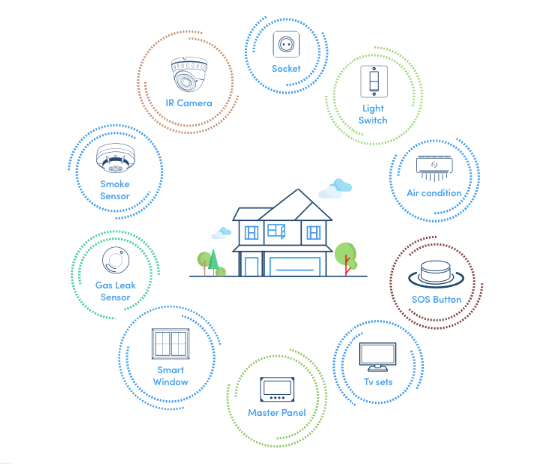 Socket
IR Camera
Light
Switch
Smoke
Sensor
Air condition
Gas Leak
Sensor
SOS Button
Smart
Window
Tv sets
Master Panel